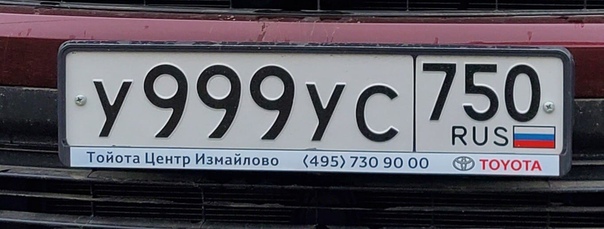 У999УС 750
RUS
Тойота Центр Измайлово (495) 730 90 00 TOYOTA